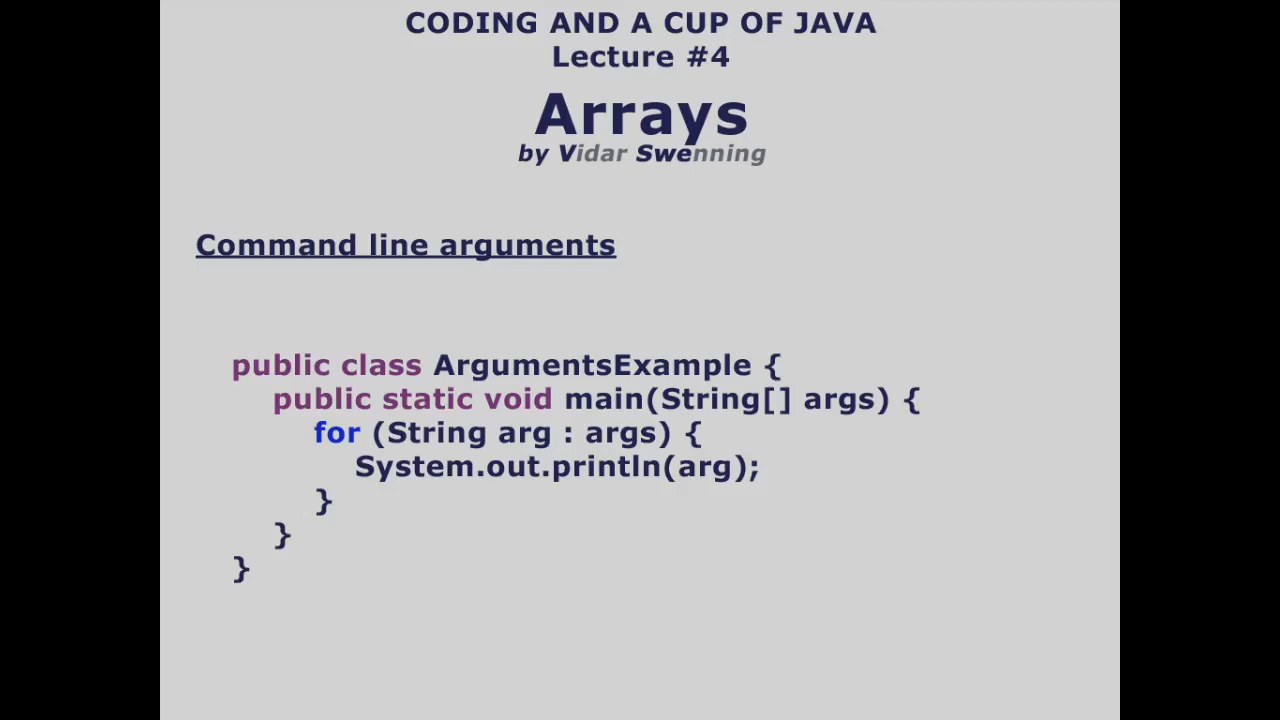 CODING AND A CUP OF JAVA
Lecture #4
Arrays
by Vidar Swenning
Command line arguments
public class ArgumentsExample {
public static void main(String[] args) {
for (String arg : args) {
System.out.println(arg);
}
}
}